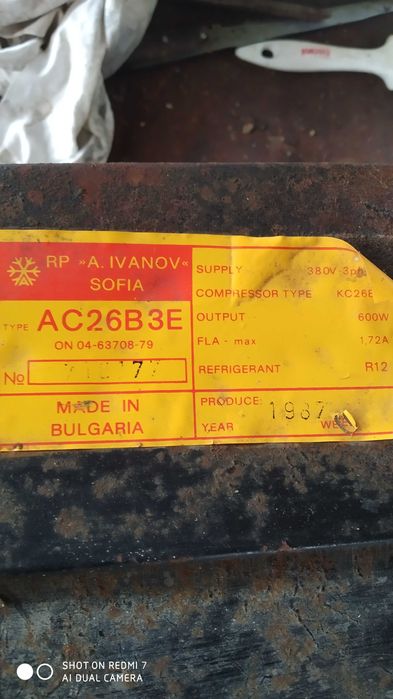 RP »A. IVANOV«
SOFIA
TYPE AC26B3E
ON 04-63708-79
No
MADE IN
BULGARIA
SUPPLY 380V-3ph.
COMPRESSOR TYPE KC26E
OUTPUT 600W
FLA - max 1,72A
REFRIGERANT R12
PRODUCE: 1987
YEAR
SHOT ON REDMI 7
AI DUAL CAMERA